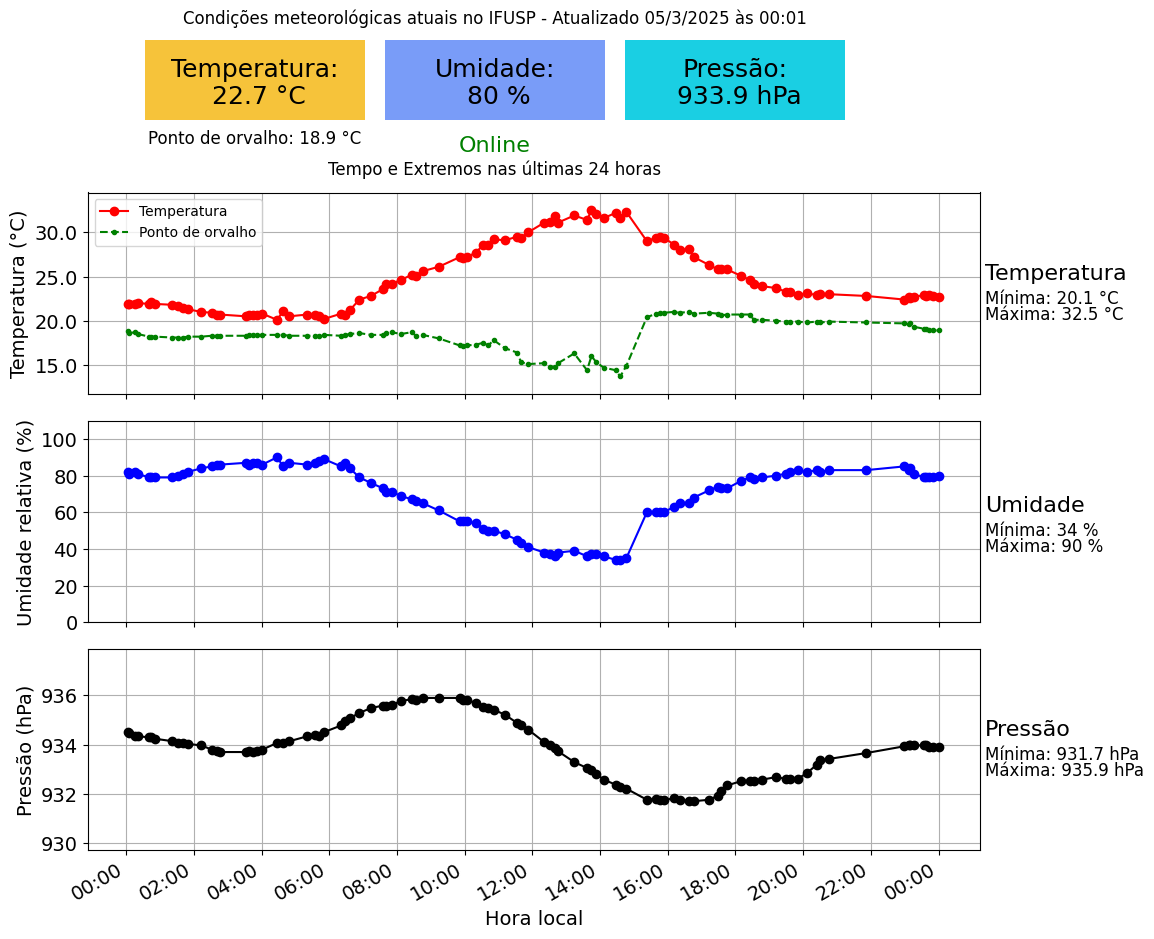 Condições meteorológicas atuais no IFUSP - Atualizado 05/3/2025 às 00:01
Temperatura:
22.7 °C
Umidade:
80 %
Pressão:
933.9 hPa
Ponto de orvalho: 18.9 °C
Online
Tempo e Extremos nas últimas 24 horas
Temperatura (°C)
30.0
25.0
20.0
15.0
Temperatura
Ponto de orvalho
Temperatura
Mínima: 20.1 °C
Máxima: 32.5 °C
Umidade relativa (%)
100
80
60
40
20
0
Umidade
Mínima: 34 %
Máxima: 90 %
Pressão (hPa)
936
934
932
930
Pressão
Mínima: 931.7 hPa
Máxima: 935.9 hPa
00:00 02:00 04:00 06:00 08:00 10:00 12:00 14:00 16:00 18:00 20:00 22:00 00:00
Hora local